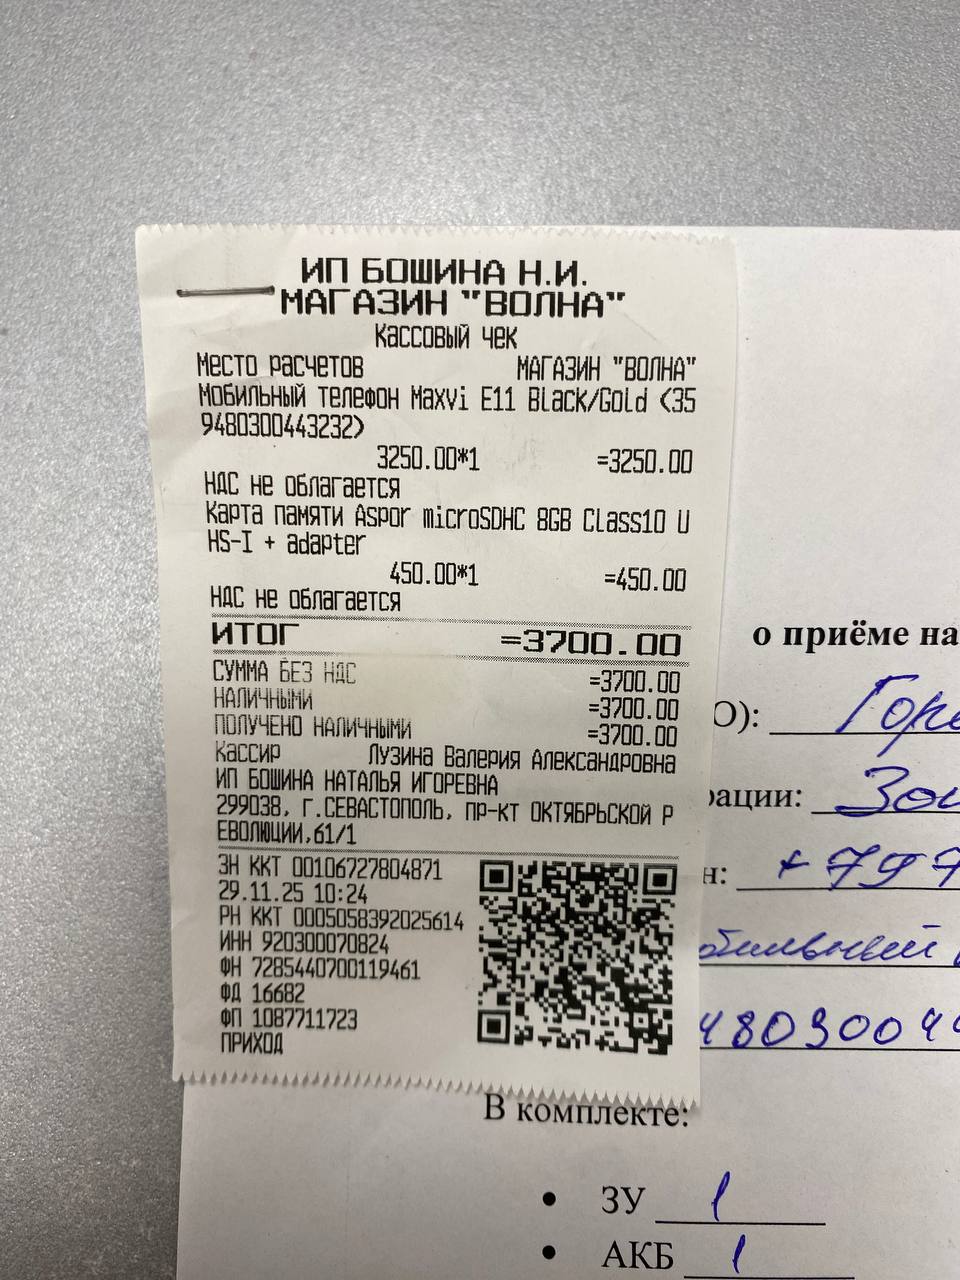 ИП БОШИНА Н.И.
МАГАЗИН "ВОЛНА"
Кассовый чек
Место расчетов МАГАЗИН "ВОЛНА"
Мобильный телефон Maxvi E11 Black/Gold (35
9480300443232)
3250.00*1 =3250.00
НДС не облагается
Карта памяти Aspor microSDHC 8GB Class10 U
HS-I + adapter
450.00*1 =450.00
НДС не облагается
ИТОГ =3700.00
СУММА БЕЗ НДС =3700.00
НАЛИЧНЫМИ =3700.00
ПОЛУЧЕНО НАЛИЧНЫМИ =3700.00
Кассир Лузина Валерия Александровна
ИП БОШИНА НАТАЛЬЯ ИГОРЕВНА
299038, г.СЕВАСТОПОЛЬ, пр-кт ОКТЯБРЬСКОЙ Р
ЕВОЛЮЦИИ,61/1
ЗН ККТ 00106727804871
29.11.25 10:24
РН ККТ 0005058392025614
ИНН 920300070824
ФН 7285440700119461
ФД 16682
ФП 1087711723
ПРИХОД
о приёме на
О): Гор
рации:
н: +797
обильный
48030044
В комплекте:
• ЗУ 1
• АКБ 1